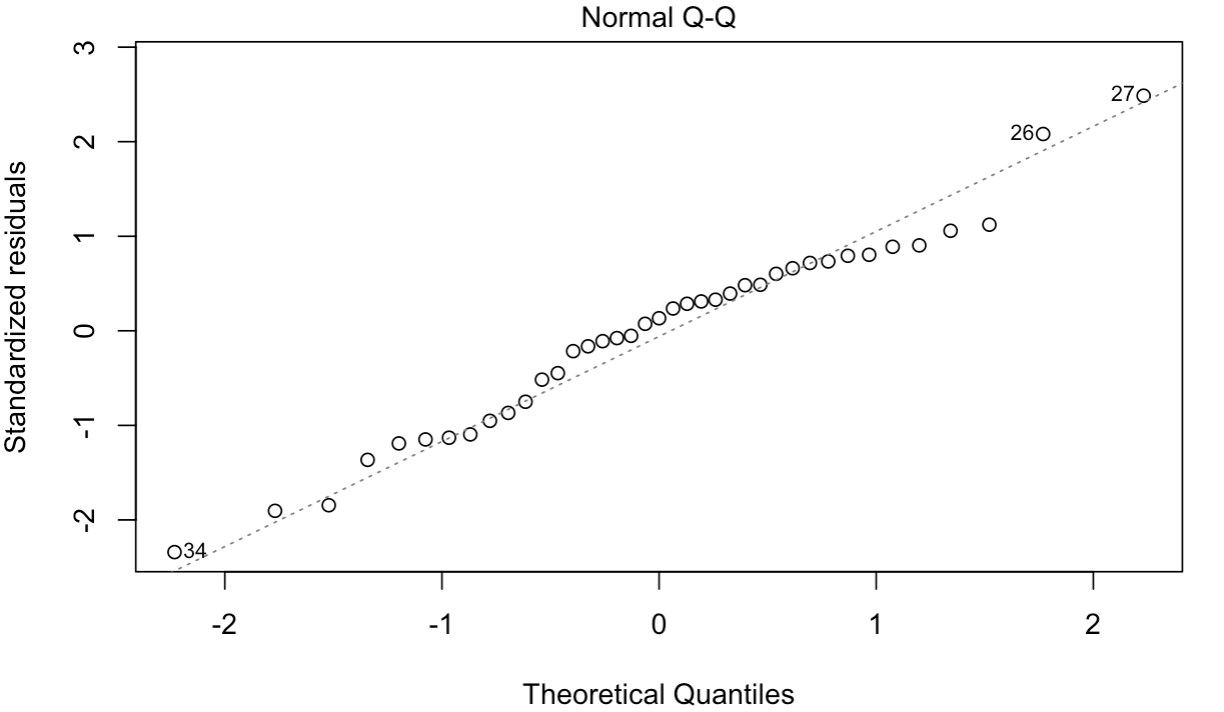 Normal Q-Q
3
2
1
0
-1
-2
Standardized residuals
27
26
34
-2 -1 0 1 2
Theoretical Quantiles